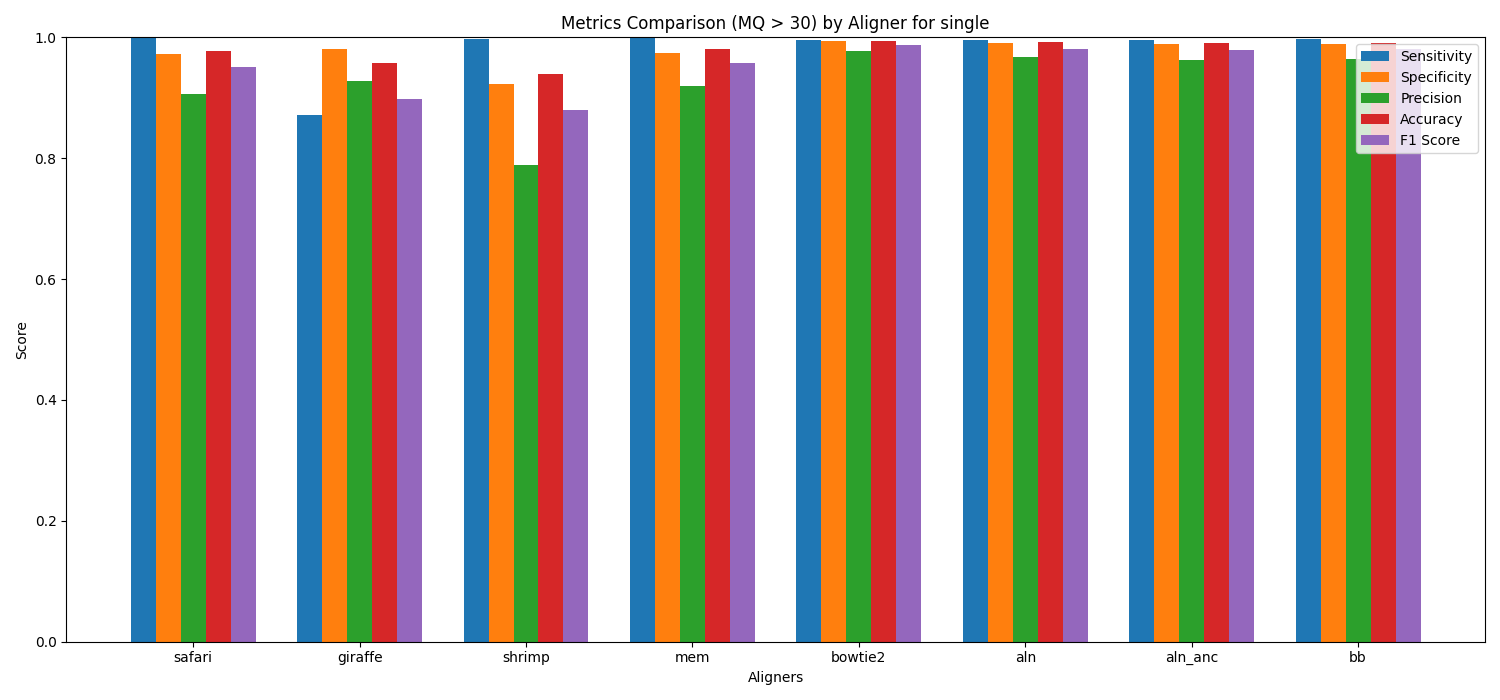 Metrics Comparison (MQ > 30) by Aligner for single
Score
1.0
0.8
0.6
0.4
0.2
0.0
Sensitivity
Specificity
Precision
Accuracy
F1 Score
safari giraffe shrimp mem bowtie2 aln aln_anc bb
Aligners